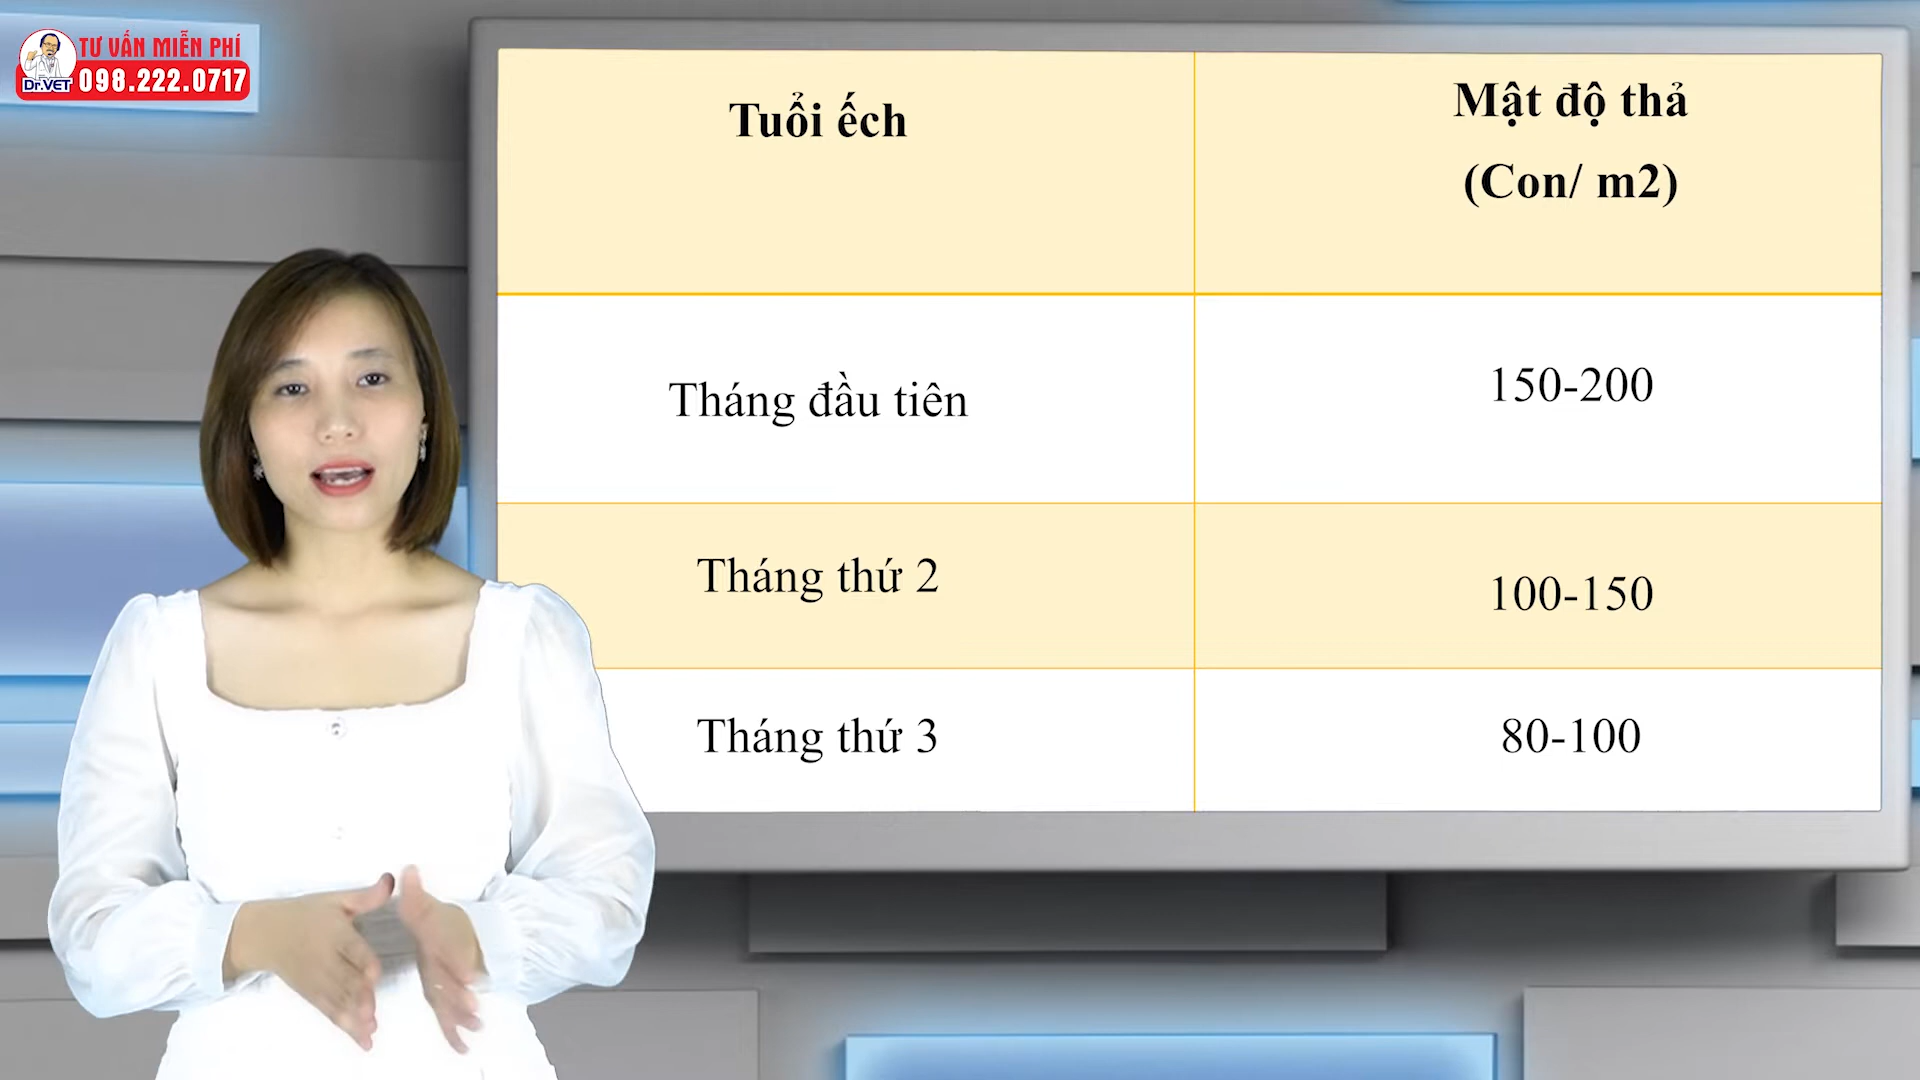 TƯ VẤN MIỄN PHÍ
Dr.VET 098.222.0717
Tuổi ếch
Mật độ thả
(Con/ m2)
Tháng đầu tiên
150-200
Tháng thứ 2
100-150
Tháng thứ 3
80-100